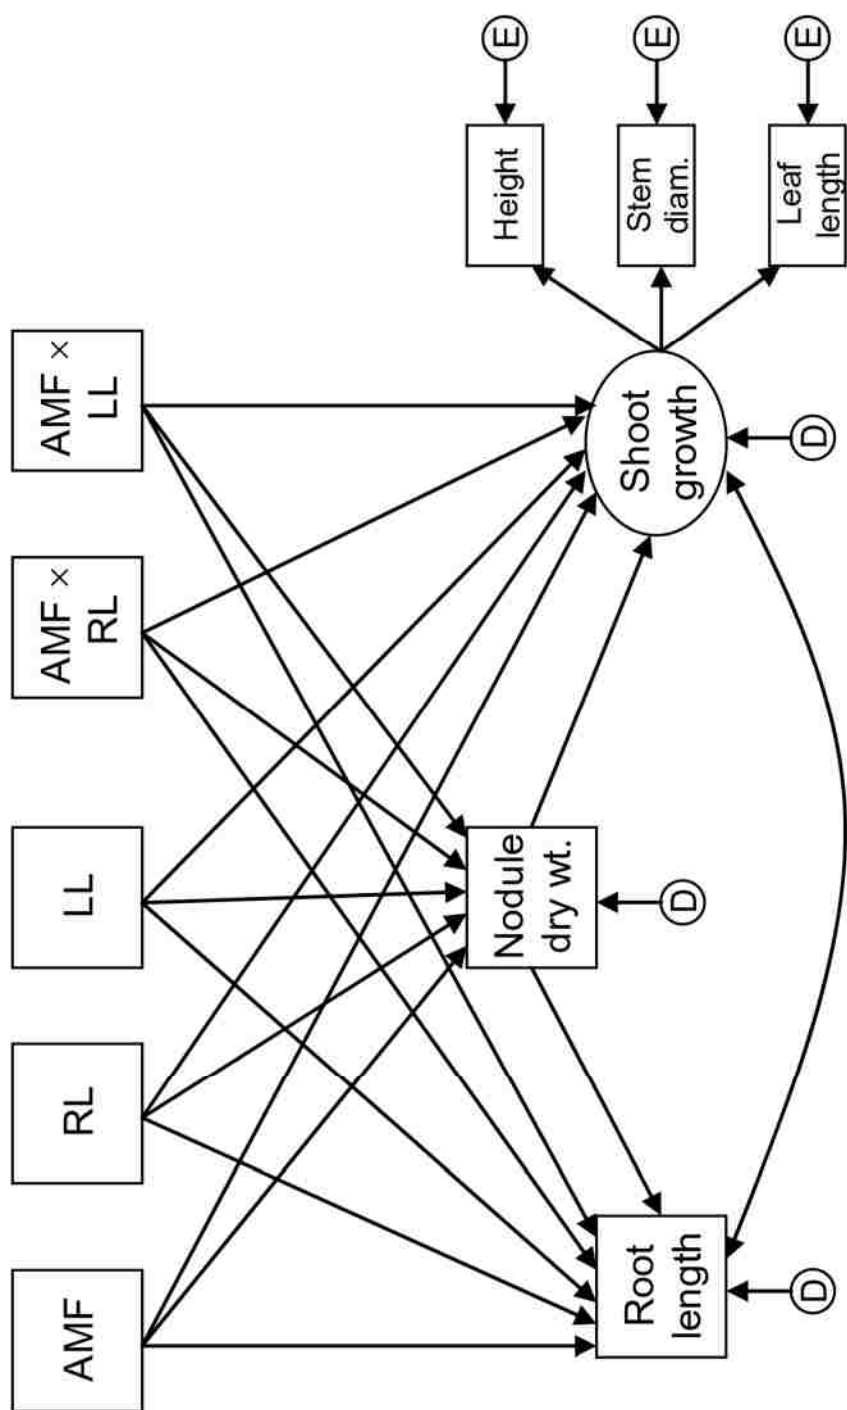 AMF
RL
LL
AMF ×
RL
AMF ×
LL
Nodule
dry wt.
D
Root
length
D
Shoot
growth
D
Height
E
Stem
diam.
E
Leaf
length
E